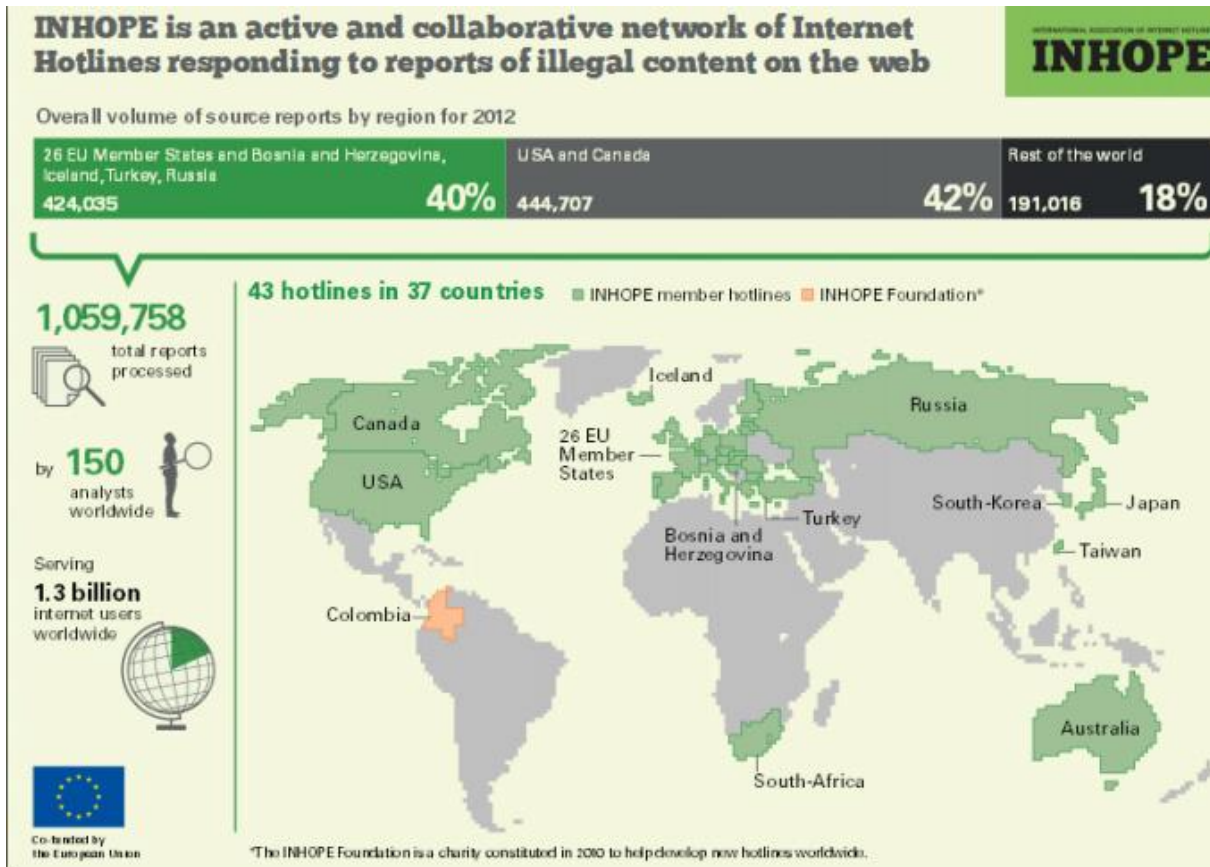 INHOPE is an active and collaborative network of Internet
Hotlines responding to reports of illegal content on the web
INTERNATIONAL ASSOCIATION OF INTERNET HOTLINES
INHOPE
Overall volume of source reports by region for 2012
26 EU Member States and Bosnia and Herzegovina,
Iceland, Turkey, Russia
424,035
40%
USA and Canada
444,707
42%
Rest of the world
191,016
18%
1,059,758
total reports
processed
by 150
analysts
worldwide
Serving
1.3 billion
internet users
worldwide
Co-funded by
the European Union
43 hotlines in 37 countries
INHOPE member hotlines
INHOPE Foundation*
Iceland
Canada
Russia
26 EU
Member
States
USA
South-Korea
Japan
Turkey
Bosnia and
Herzegovina
Taiwan
Colombia
Australia
South-Africa
*The INHOPE Foundation is a charity constituted in 2010 to help develop new hotlines worldwide.